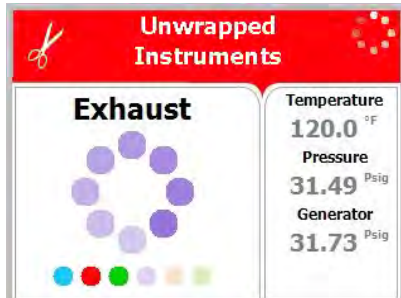 Unwrapped
Instruments
Exhaust
Temperature
120.0 °F
Pressure
31.49 Psig
Generator
31.73 Psig